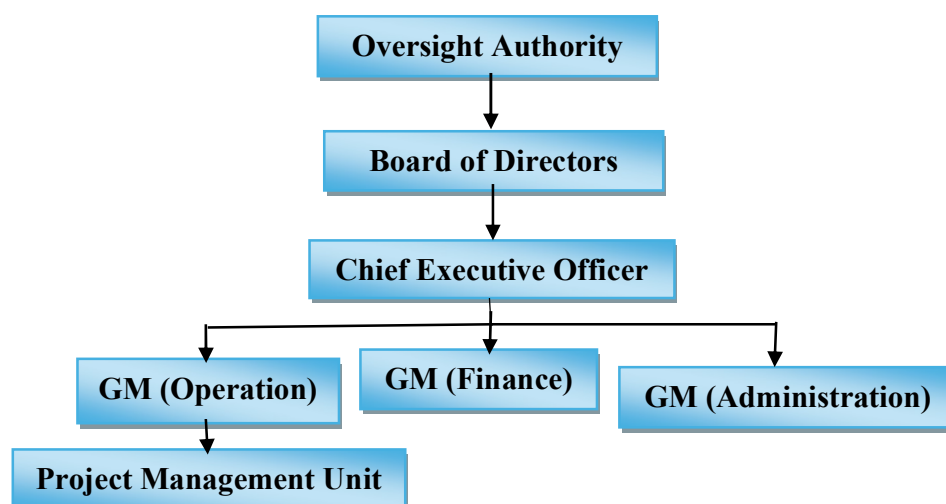 Oversight Authority
Board of Directors
Chief Executive Officer
GM (Operation)
GM (Finance)
GM (Administration)
Project Management Unit